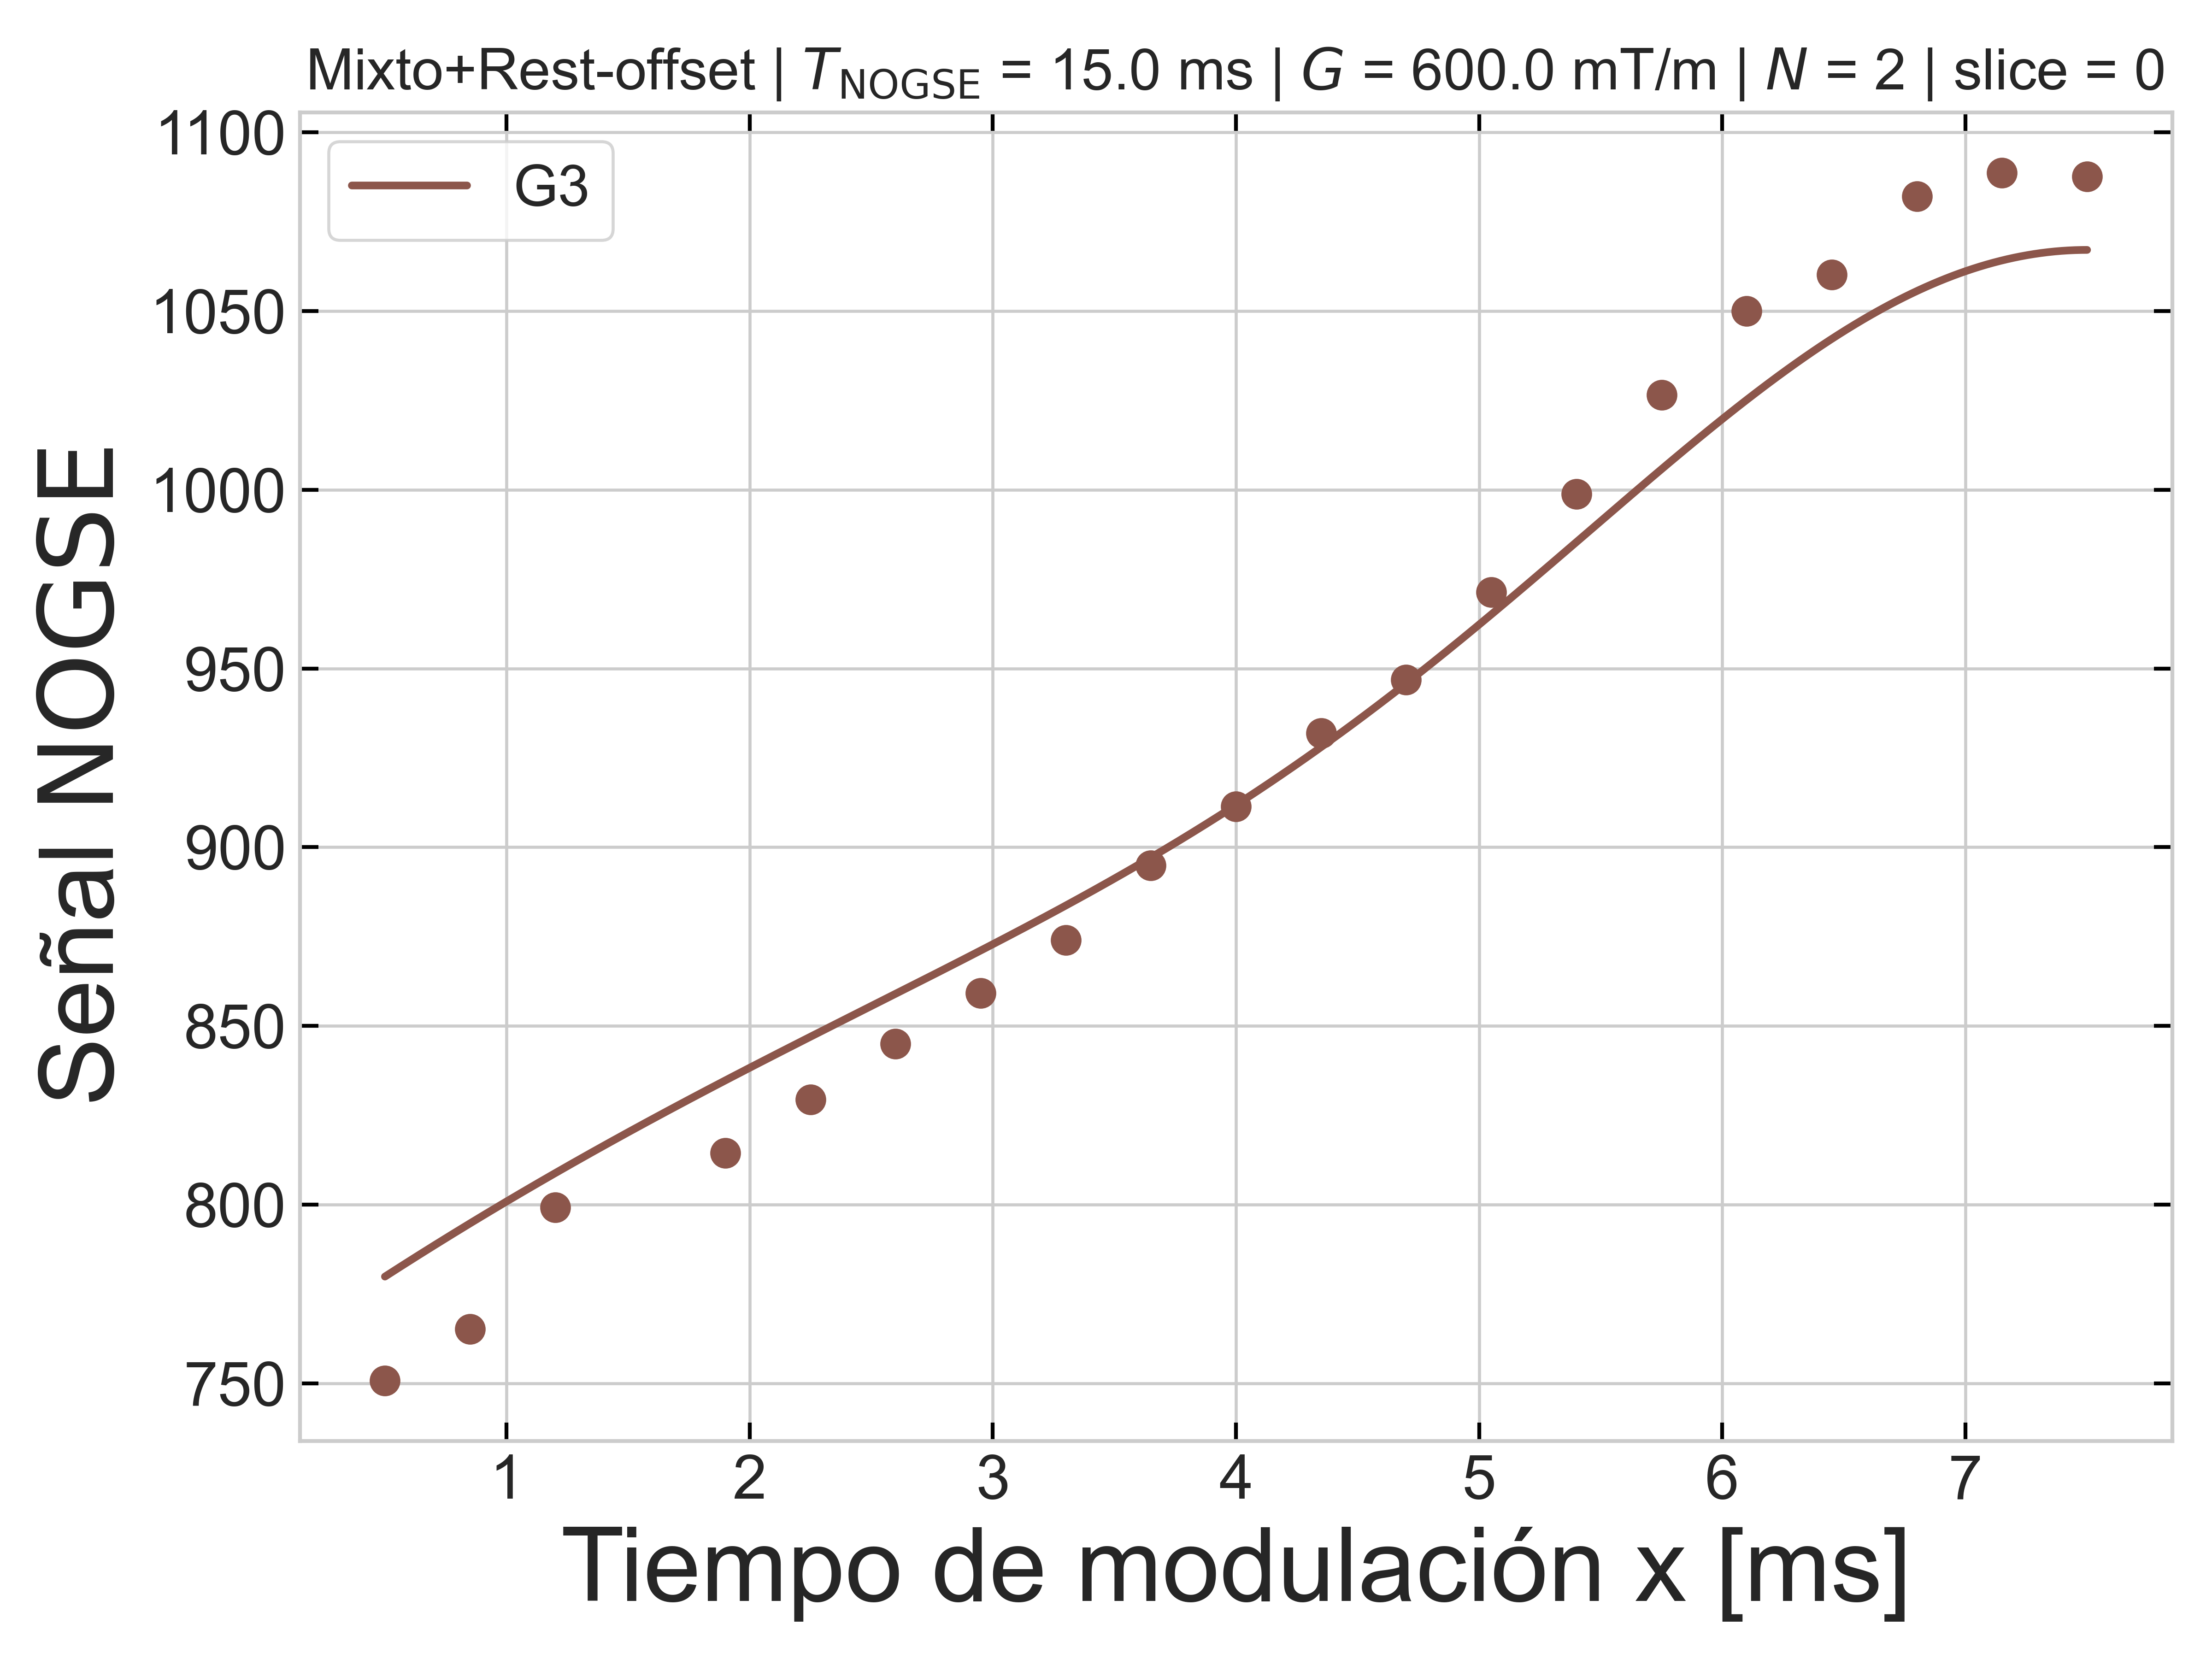 Mixto+Rest-offset | T_NOGSE = 15.0 ms | G = 600.0 mT/m | N = 2 | slice = 0
G3
1100
1050
1000
950
900
850
800
750
Señal NOGSE
1 2 3 4 5 6 7
Tiempo de modulación x [ms]